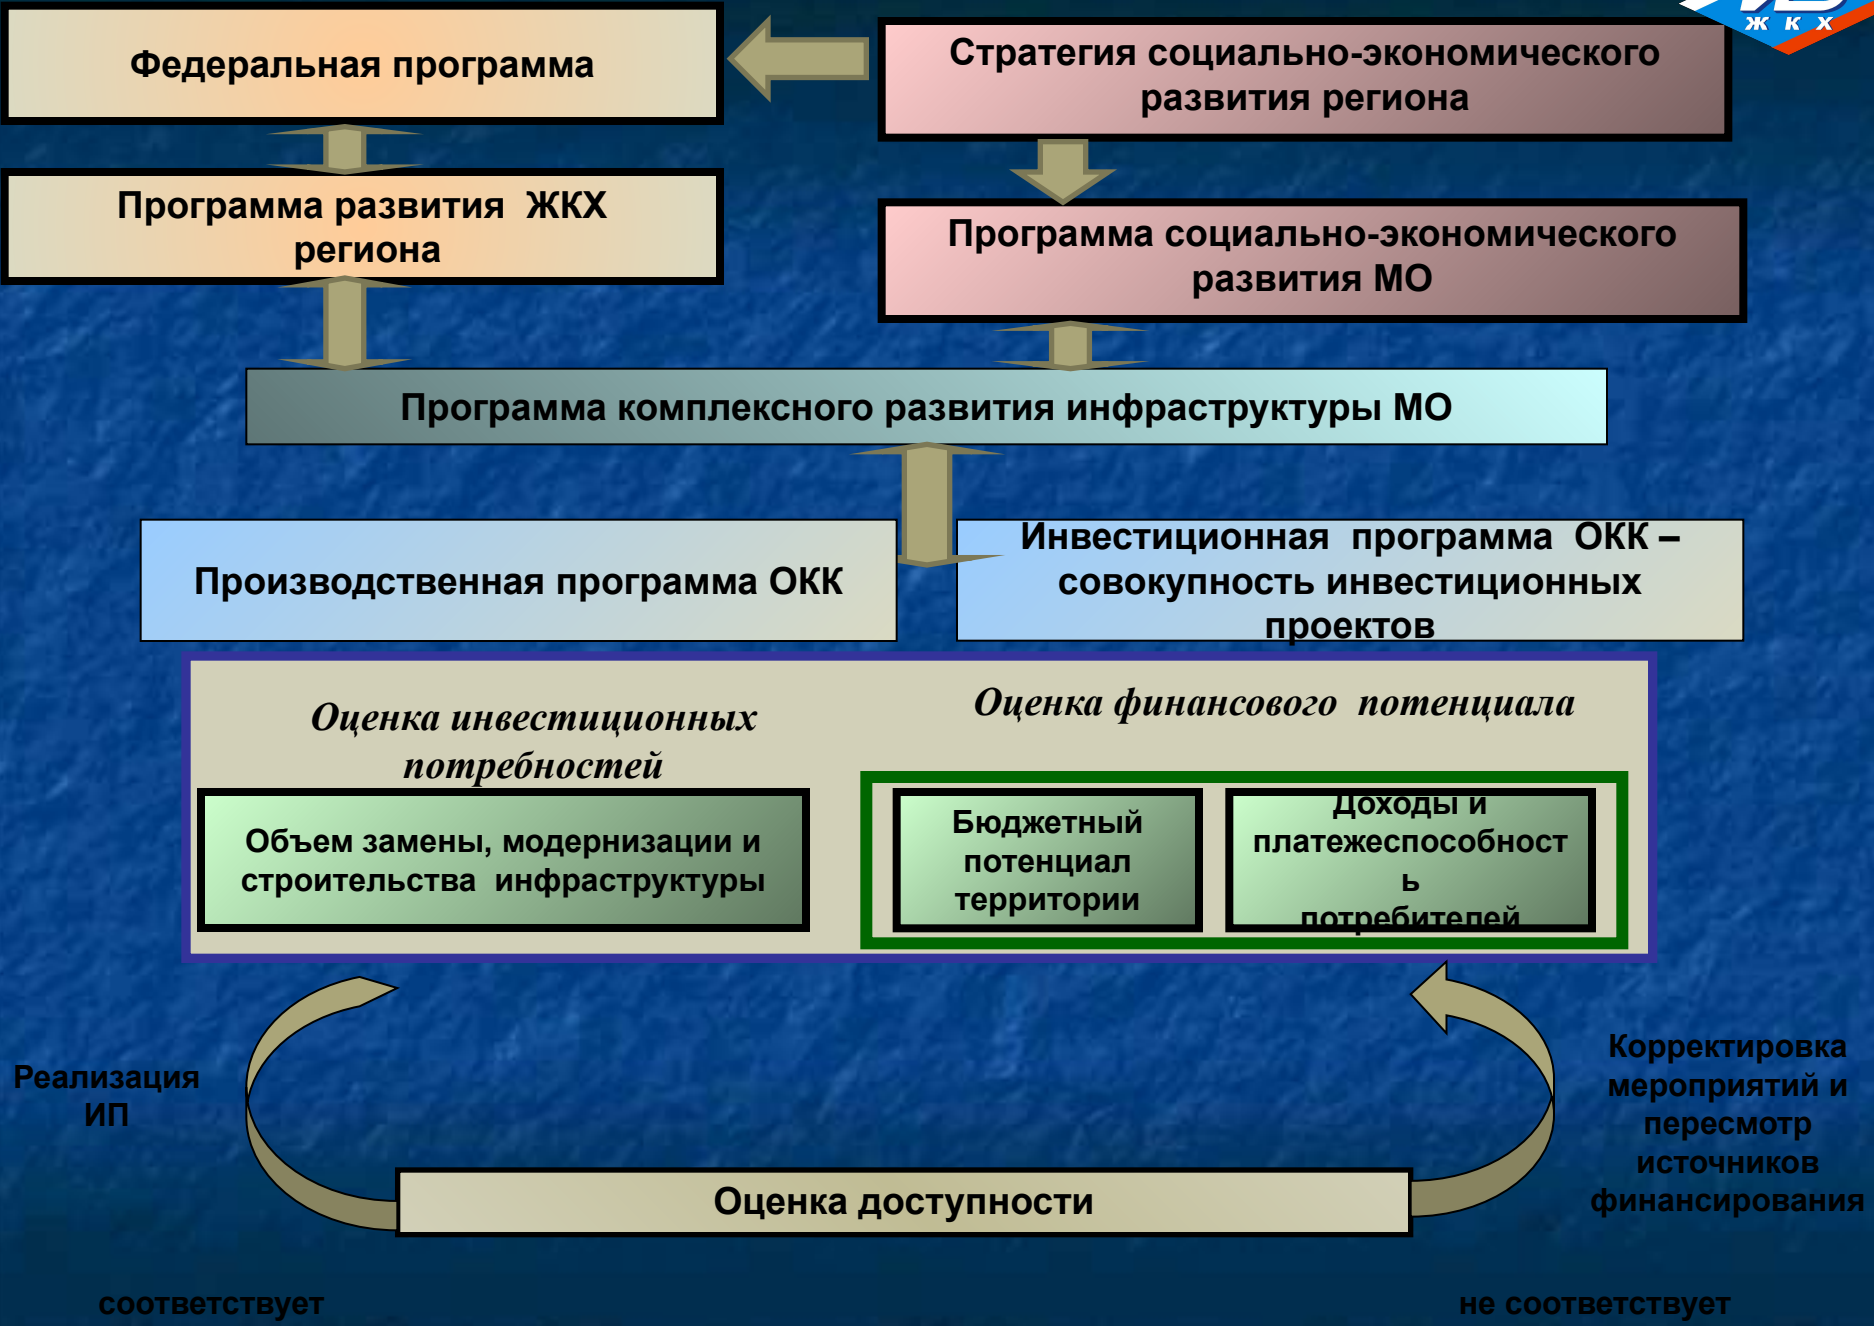 Ж К Х
Федеральная программа
Стратегия социально-экономического
развития региона
Программа развития ЖКХ
региона
Программа социально-экономического
развития МО
Программа комплексного развития инфраструктуры МО
Производственная программа ОКК
Инвестиционная программа ОКК –
совокупность инвестиционных
проектов
Оценка инвестиционных
потребностей
Оценка финансового потенциала
Объем замены, модернизации и
строительства инфраструктуры
Бюджетный
потенциал
территории
Доходы и
платежеспособност
ь
потребителей
Реализация
ИП
Корректировка
мероприятий и
пересмотр
источников
финансирования
Оценка доступности
соответствует
не соответствует